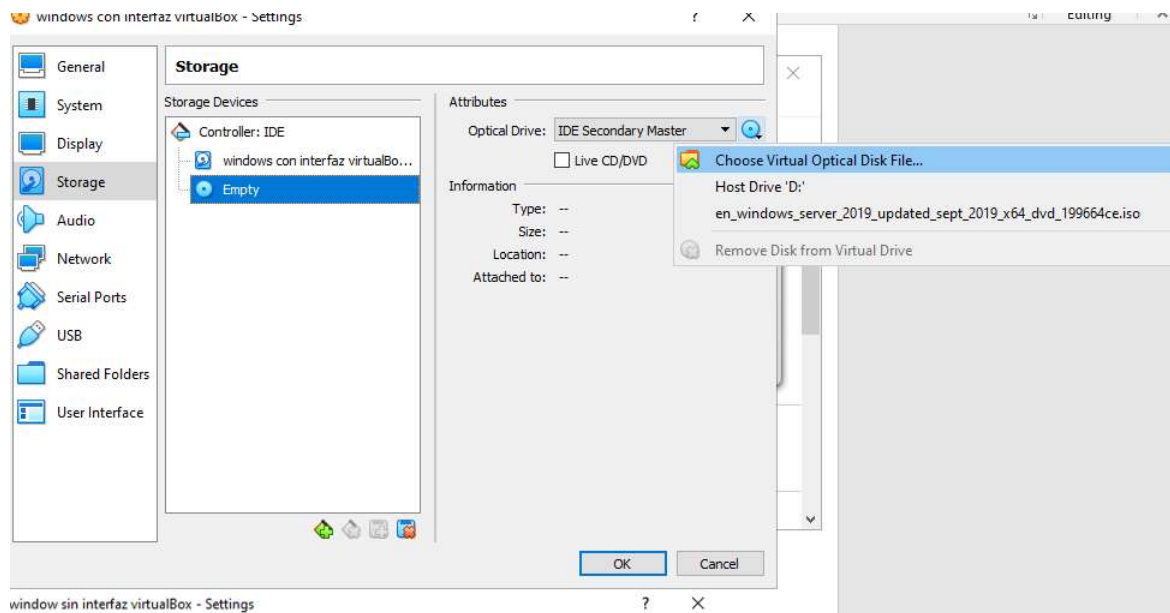 windows con interfaz virtualBox - Settings
? ×
Editing
General
System
Display
Storage
Audio
Network
Serial Ports
USB
Shared Folders
User Interface
Storage
Storage Devices
Controller: IDE
windows con interfaz virtualBo...
Empty
Attributes
Optical Drive: IDE Secondary Master
Live CD/DVD
Information
Type: --
Size: --
Location: --
Attached to: --
Choose Virtual Optical Disk File...
Host Drive 'D:'
en_windows_server_2019_updated_sept_2019_x64_dvd_199664ce.iso
Remove Disk from Virtual Drive
OK
Cancel
window sin interfaz virtualBox - Settings
? ×